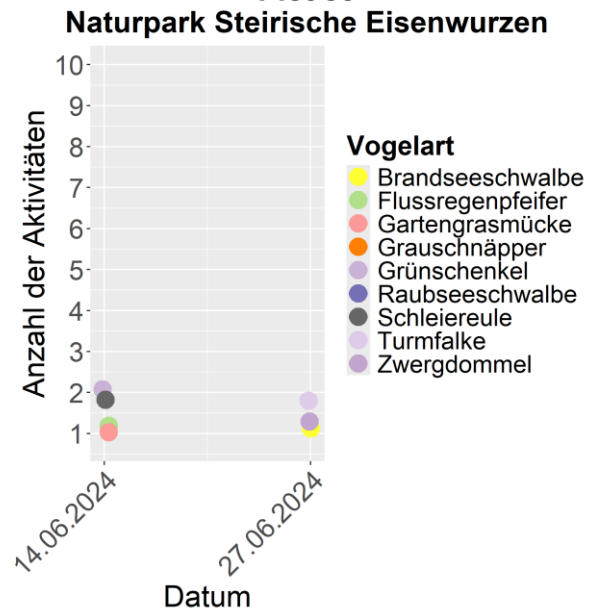 Naturpark Steirische Eisenwurzen
10
9
8
7
6
5
4
3
2
1
Anzahl der Aktivitäten
14.06.2024
27.06.2024
Datum
Vogelart
Brandseeschwalbe
Flussregenpfeifer
Gartengrasmücke
Grauschnäpper
Grünschenkel
Raubseeschwalbe
Schleiereule
Turmfalke
Zwergdommel